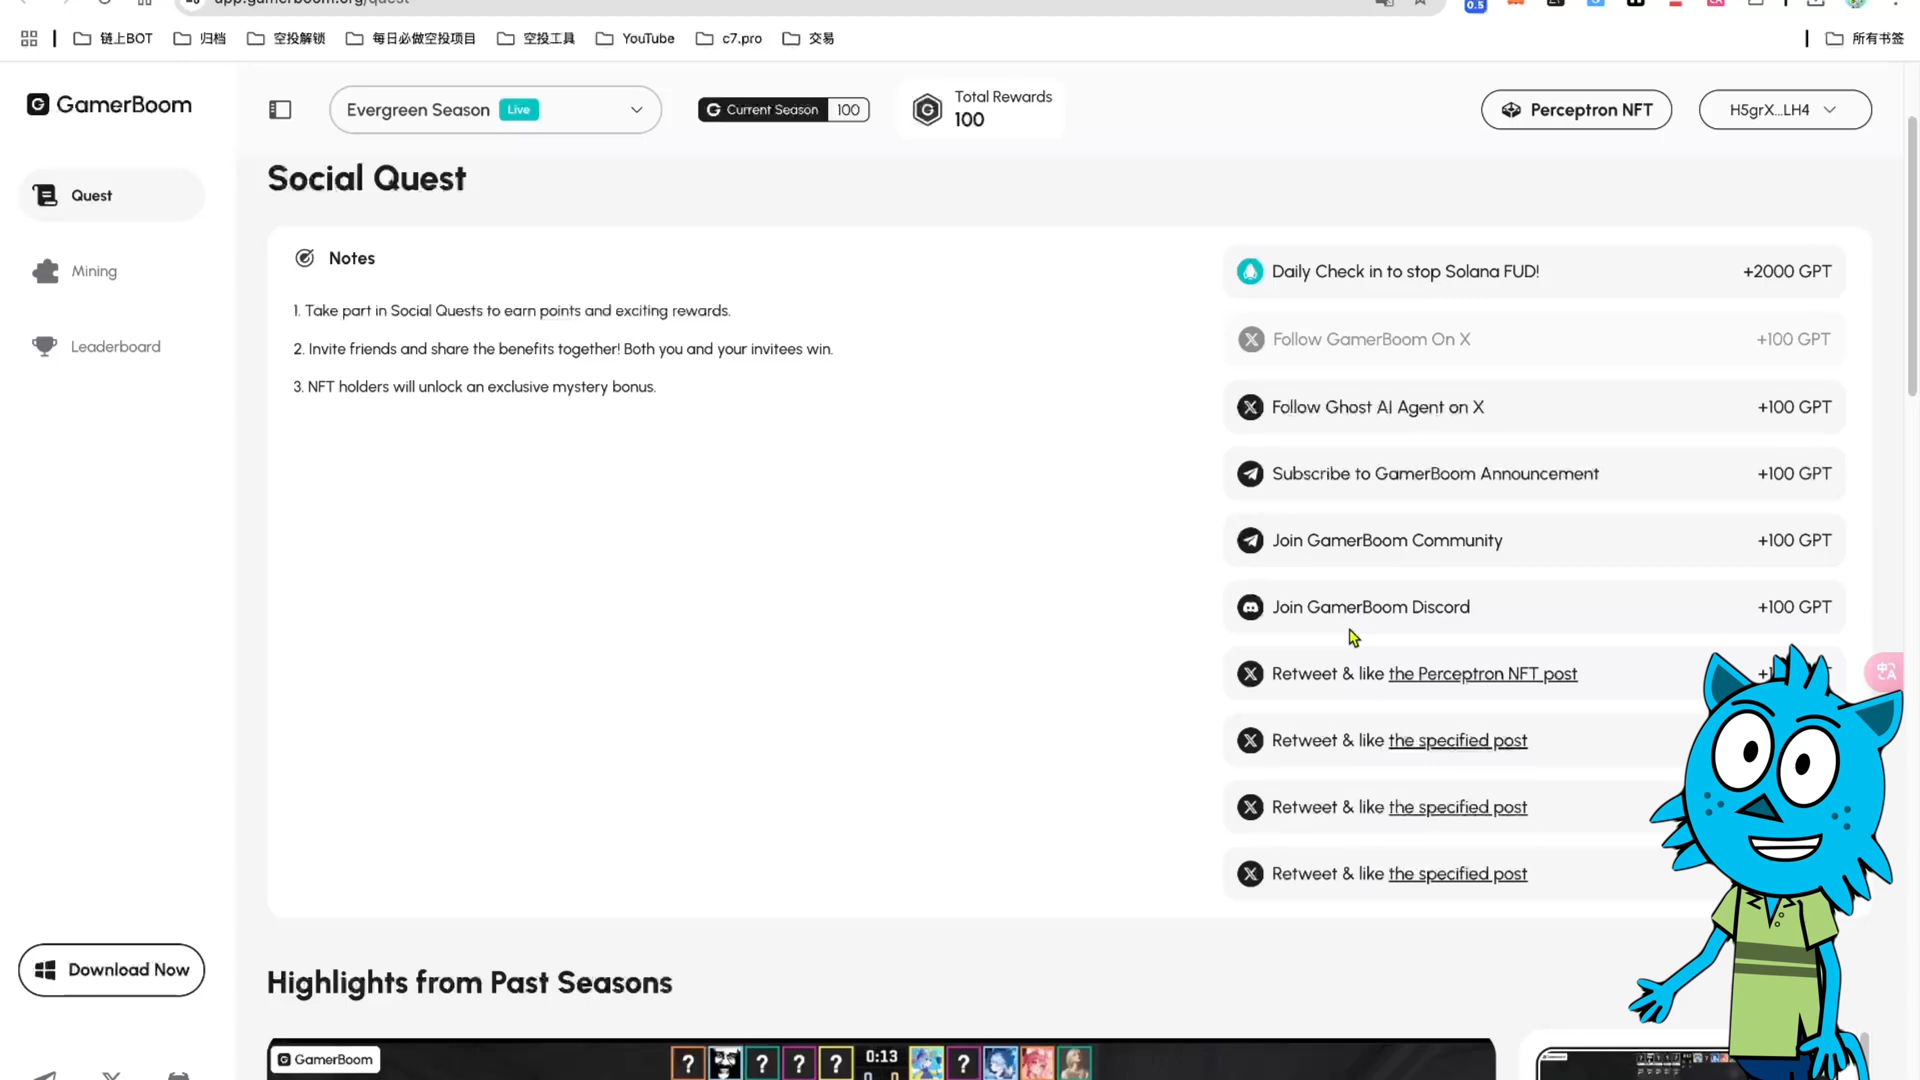 app.gamerboom.org/quest
0.5
链上BOT
归档
空投解锁
每日必做空投项目
空投工具
YouTube
c7.pro
交易
所有书签
GamerBoom
Evergreen Season Live
Current Season 100
Total Rewards
100
Perceptron NFT
H5grX...LH4
Quest
Mining
Leaderboard
Download Now
Social Quest
Notes
1. Take part in Social Quests to earn points and exciting rewards.
2. Invite friends and share the benefits together! Both you and your invitees win.
3. NFT holders will unlock an exclusive mystery bonus.
Daily Check in to stop Solana FUD! +2000 GPT
Follow GamerBoom On X +100 GPT
Follow Ghost AI Agent on X +100 GPT
Subscribe to GamerBoom Announcement +100 GPT
Join GamerBoom Community +100 GPT
Join GamerBoom Discord +100 GPT
Retweet & like the Perceptron NFT post
Retweet & like the specified post
Retweet & like the specified post
Retweet & like the specified post
Highlights from Past Seasons
GamerBoom
? ? ? ? 0:13 ?